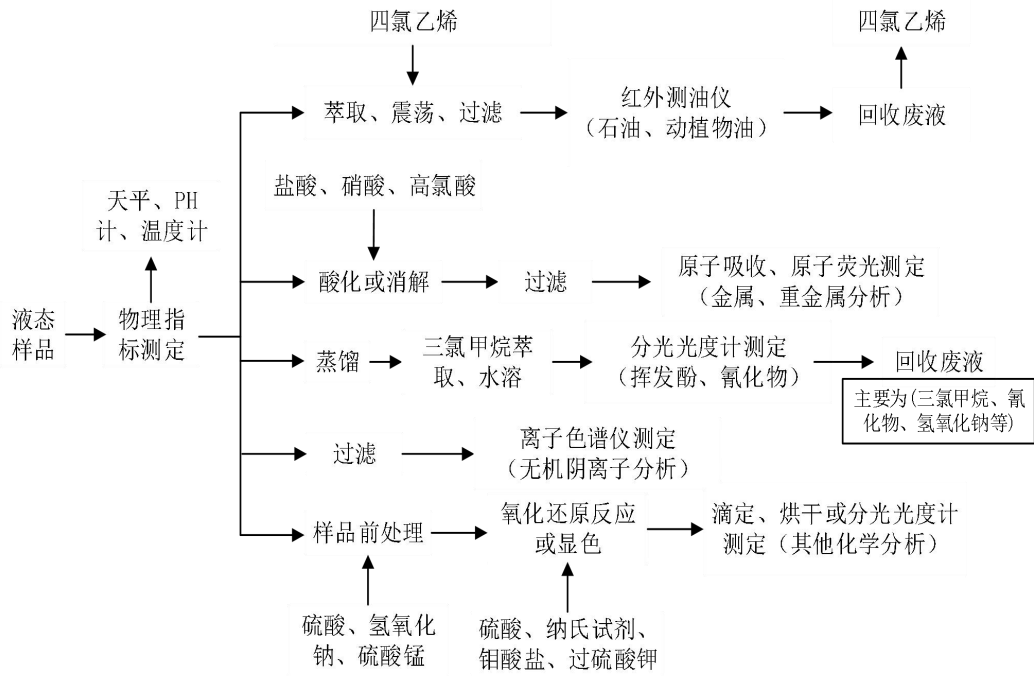 四氯乙烯
四氯乙烯
萃取、震荡、过滤
红外测油仪
（石油、动植物油）
回收废液
天平、PH
计、温度计
盐酸、硝酸、高氯酸
酸化或消解
过滤
原子吸收、原子荧光测定
（金属、重金属分析）
液态
样品
物理指
标测定
蒸馏
三氯甲烷萃
取、水溶
分光光度计测定
（挥发酚、氰化物）
回收废液
主要为(三氯甲烷、氰
化物、氢氧化钠等)
过滤
离子色谱仪测定
（无机阴离子分析）
样品前处理
氧化还原反应
或显色
滴定、烘干或分光光度计
测定（其他化学分析）
硫酸、氢氧化
钠、硫酸锰
硫酸、纳氏试剂、
钼酸盐、过硫酸钾